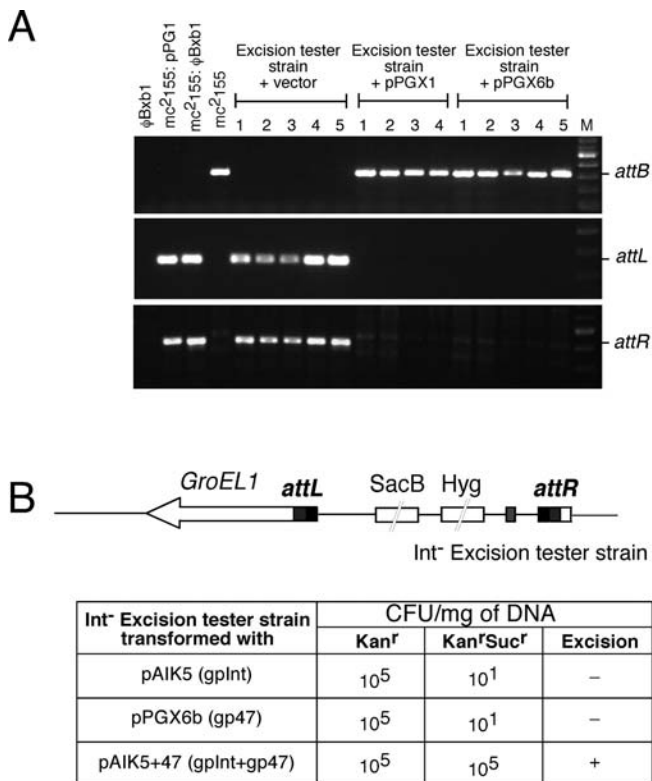 A
Excision tester
strain
+ vector
Excision tester
strain
+ pPGX1
Excision tester
strain
+ pPGX6b
φBxb1
mc²155: pPG1
mc²155: φBxb1
mc²155
1 2 3 4 5 1 2 3 4 1 2 3 4 5 M
attB
attL
attR
B
GroEL1 attL SacB Hyg attR
Int⁻ Excision tester strain
Int⁻ Excision tester strain
transformed with
CFU/mg of DNA
Kanʳ KanʳSucʳ Excision
pAIK5 (gpInt) 10⁵ 10¹ −
pPGX6b (gp47) 10⁵ 10¹ −
pAIK5+47 (gpInt+gp47) 10⁵ 10⁵ +